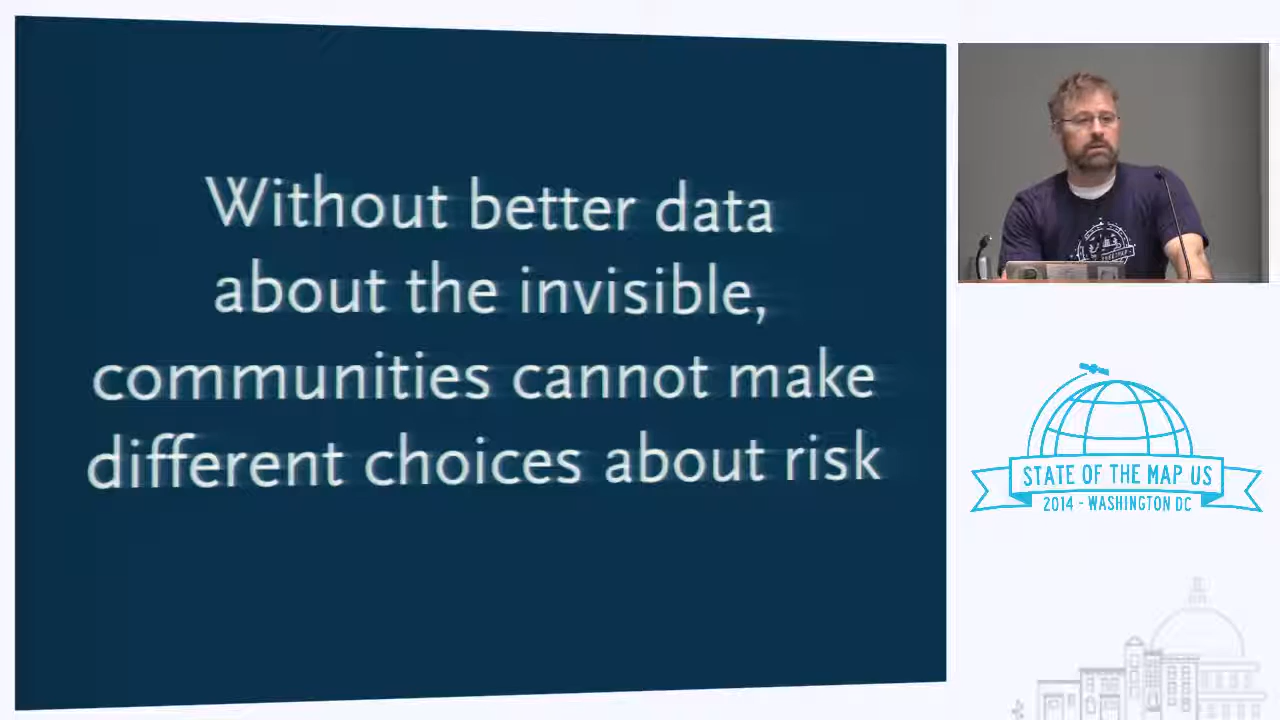 Without better data
about the invisible,
communities cannot make
different choices about risk
STATE OF THE MAP US
2014 - WASHINGTON DC